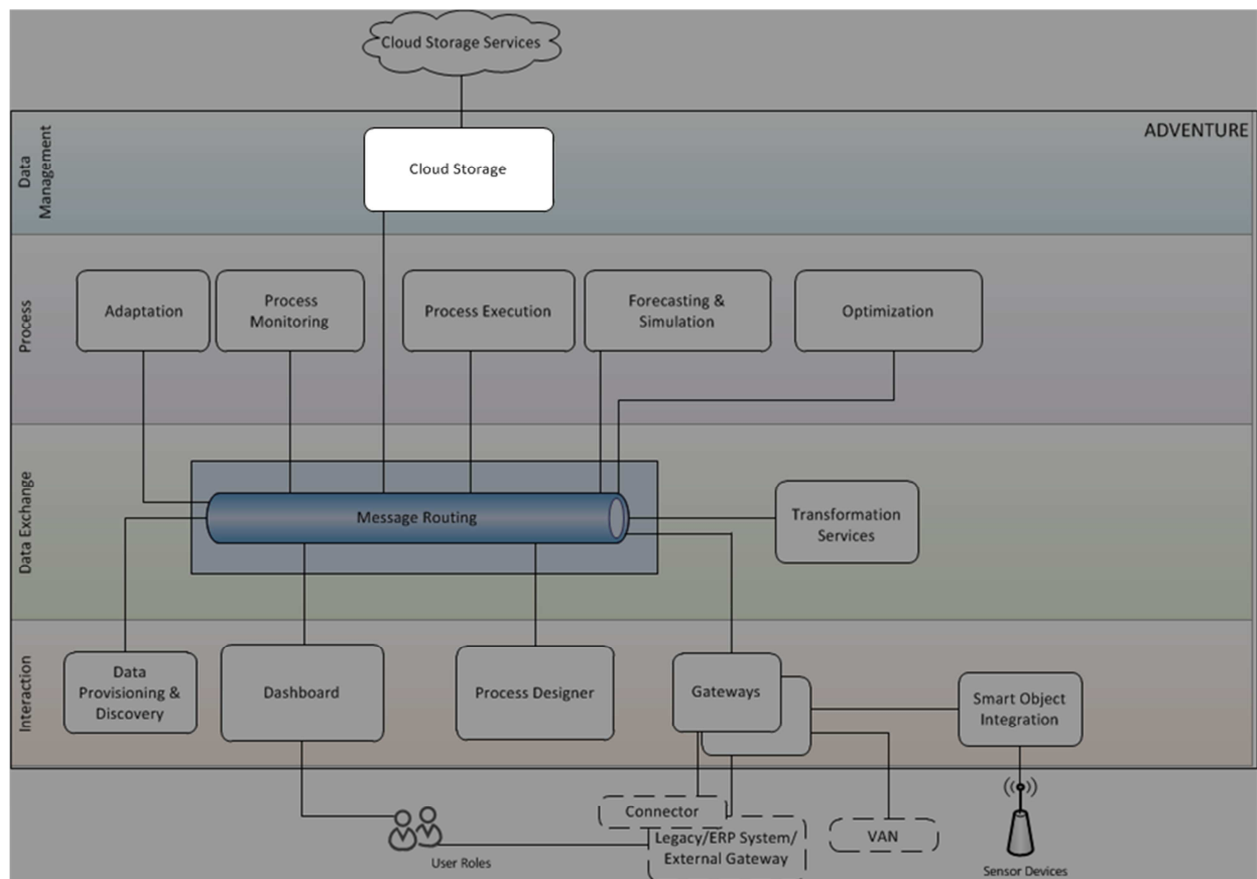 Cloud Storage Services
ADVENTURE
Data
Management
Cloud Storage
Process
Adaptation
Process
Monitoring
Process Execution
Forecasting &
Simulation
Optimization
Data Exchange
Message Routing
Transformation
Services
Interaction
Data
Provisioning &
Discovery
Dashboard
Process Designer
Gateways
Smart Object
Integration
Connector
Legacy/ERP System/
External Gateway
VAN
User Roles
Sensor Devices